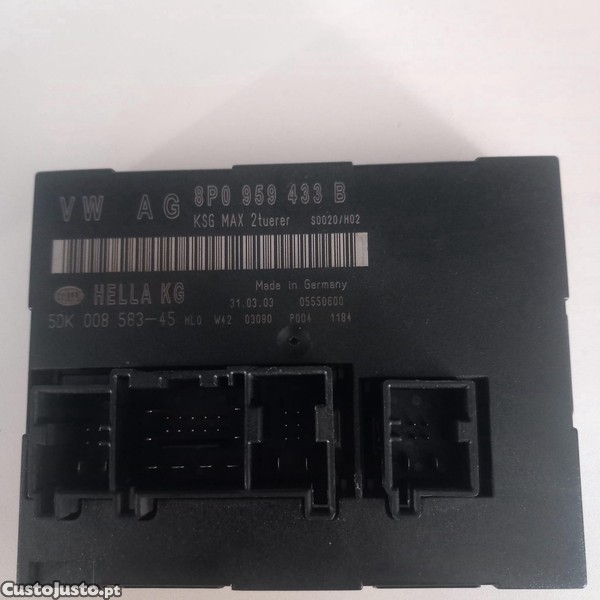 VW AG 8P0 959 433 B
KSG MAX 2tuerer S0020/H02
HELLA KG Made in Germany
31.03.03 05550600
5DK 008 583-45 HL0 W42 03090 P004 1184
CustoJusto.pt